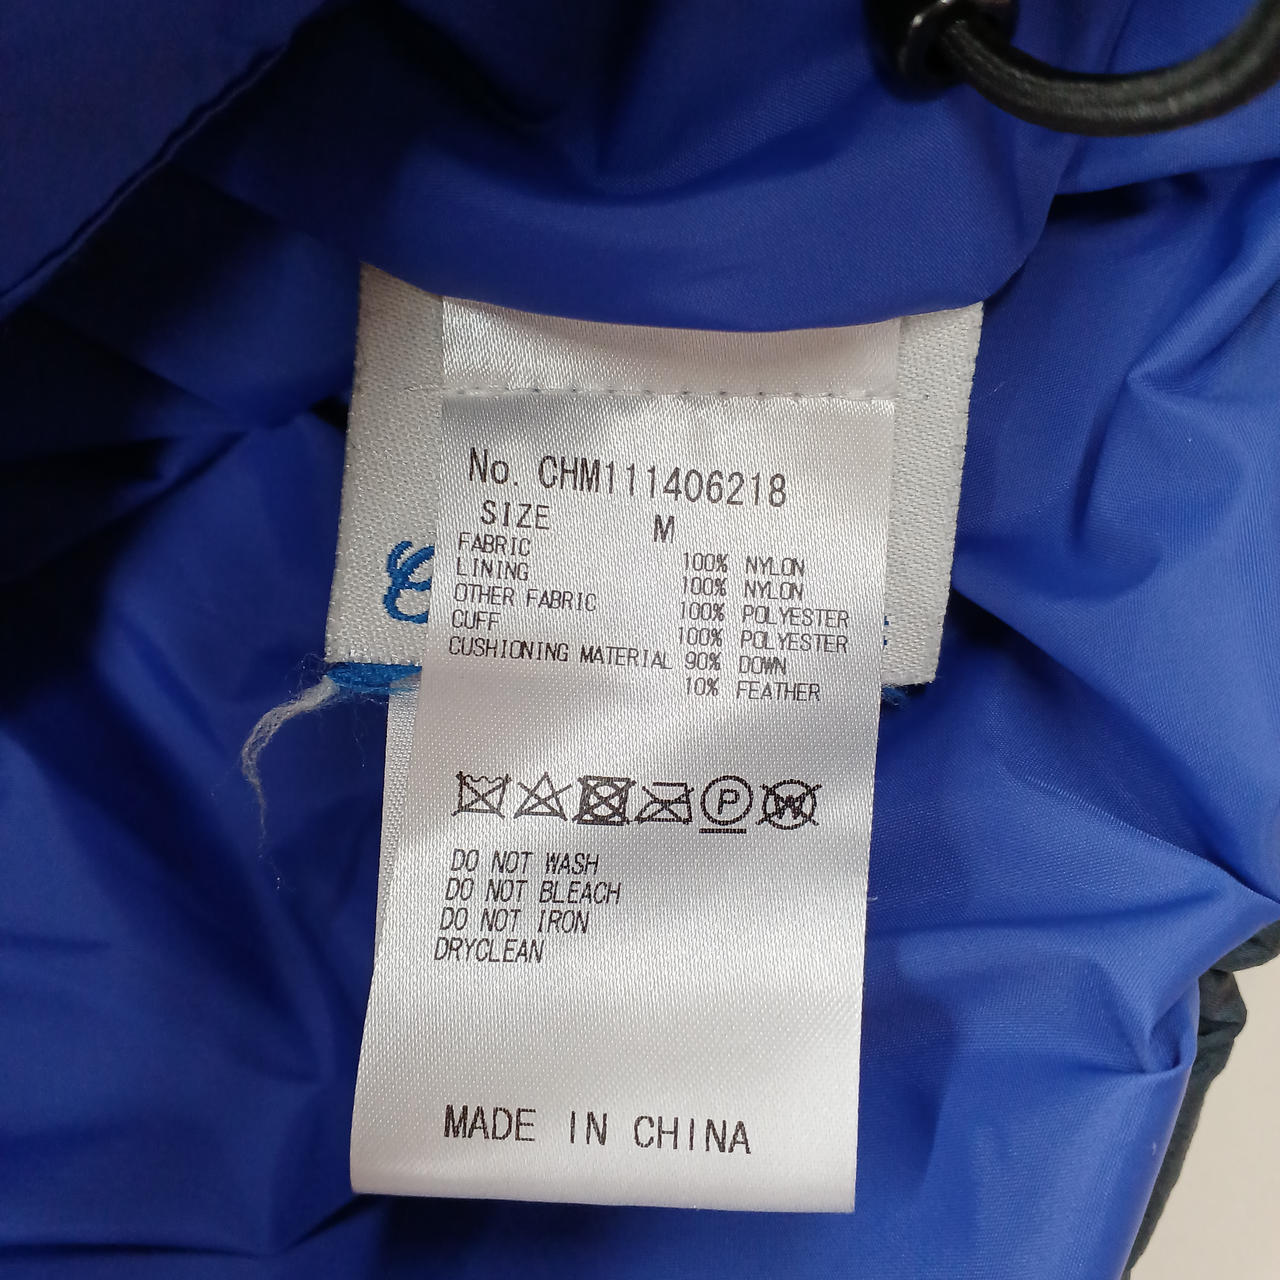 No. CHM111406218
SIZE M
FABRIC 100% NYLON
LINING 100% NYLON
OTHER FABRIC 100% POLYESTER
CUFF 100% POLYESTER
CUSHIONING MATERIAL 90% DOWN
10% FEATHER
P
W
DO NOT WASH
DO NOT BLEACH
DO NOT IRON
DRYCLEAN
MADE IN CHINA